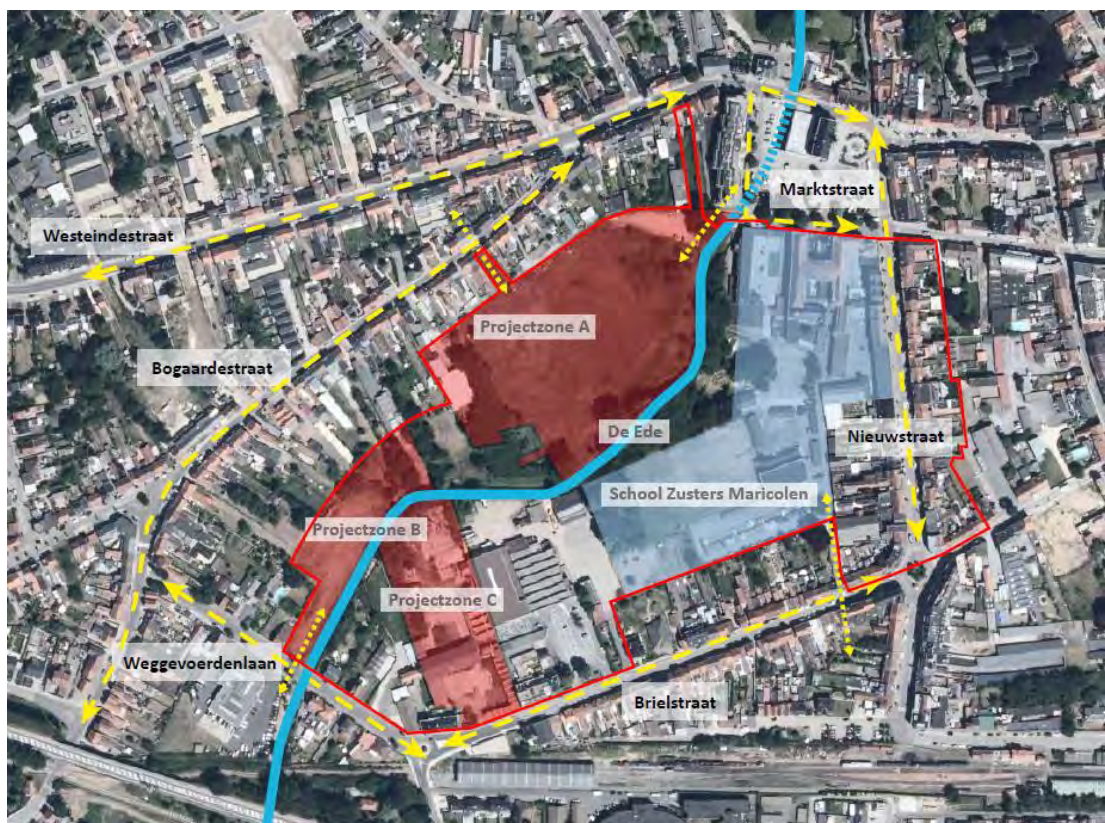 Marktstraat
Westeindestraat
Projectzone A
Bogaardestraat
De Ede
Nieuwstraat
School Zusters Maricolen
Projectzone B
Projectzone C
Weggevoerdenlaan
Brielstraat